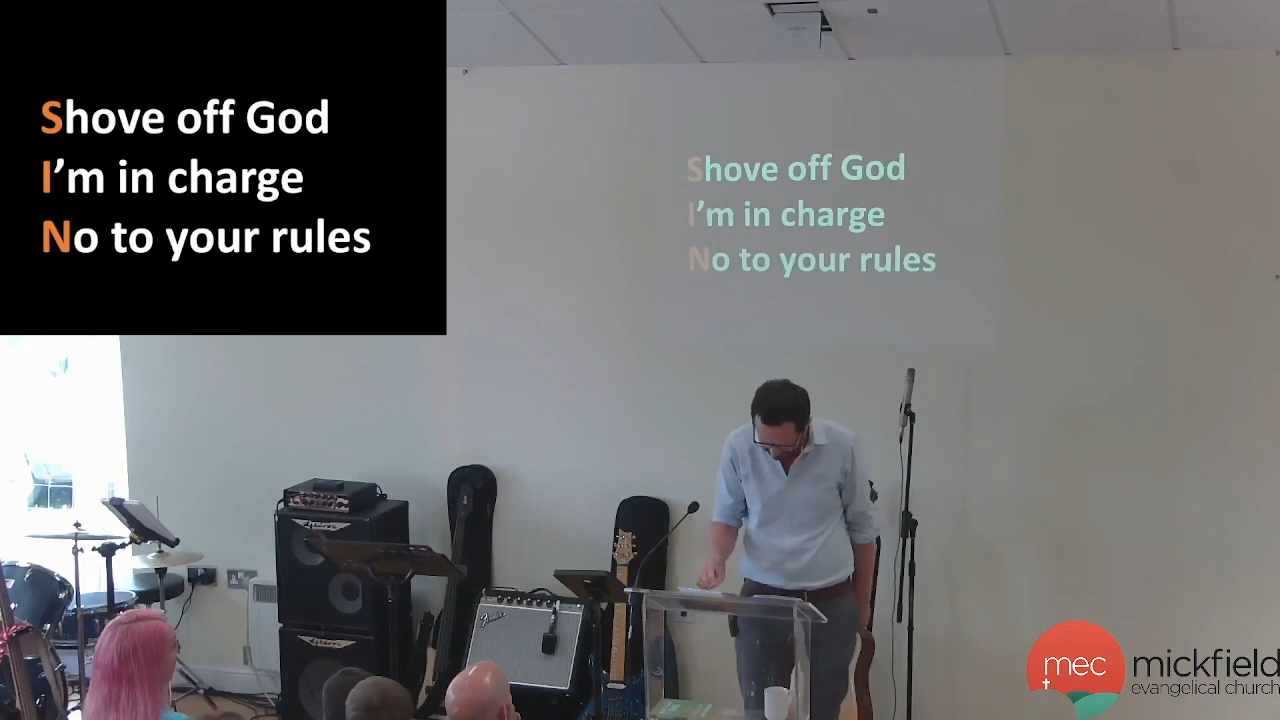 Shove off God
I'm in charge
No to your rules
Shove off God
I'm in charge
No to your rules
Fender
mec
mickfield
evangelical church